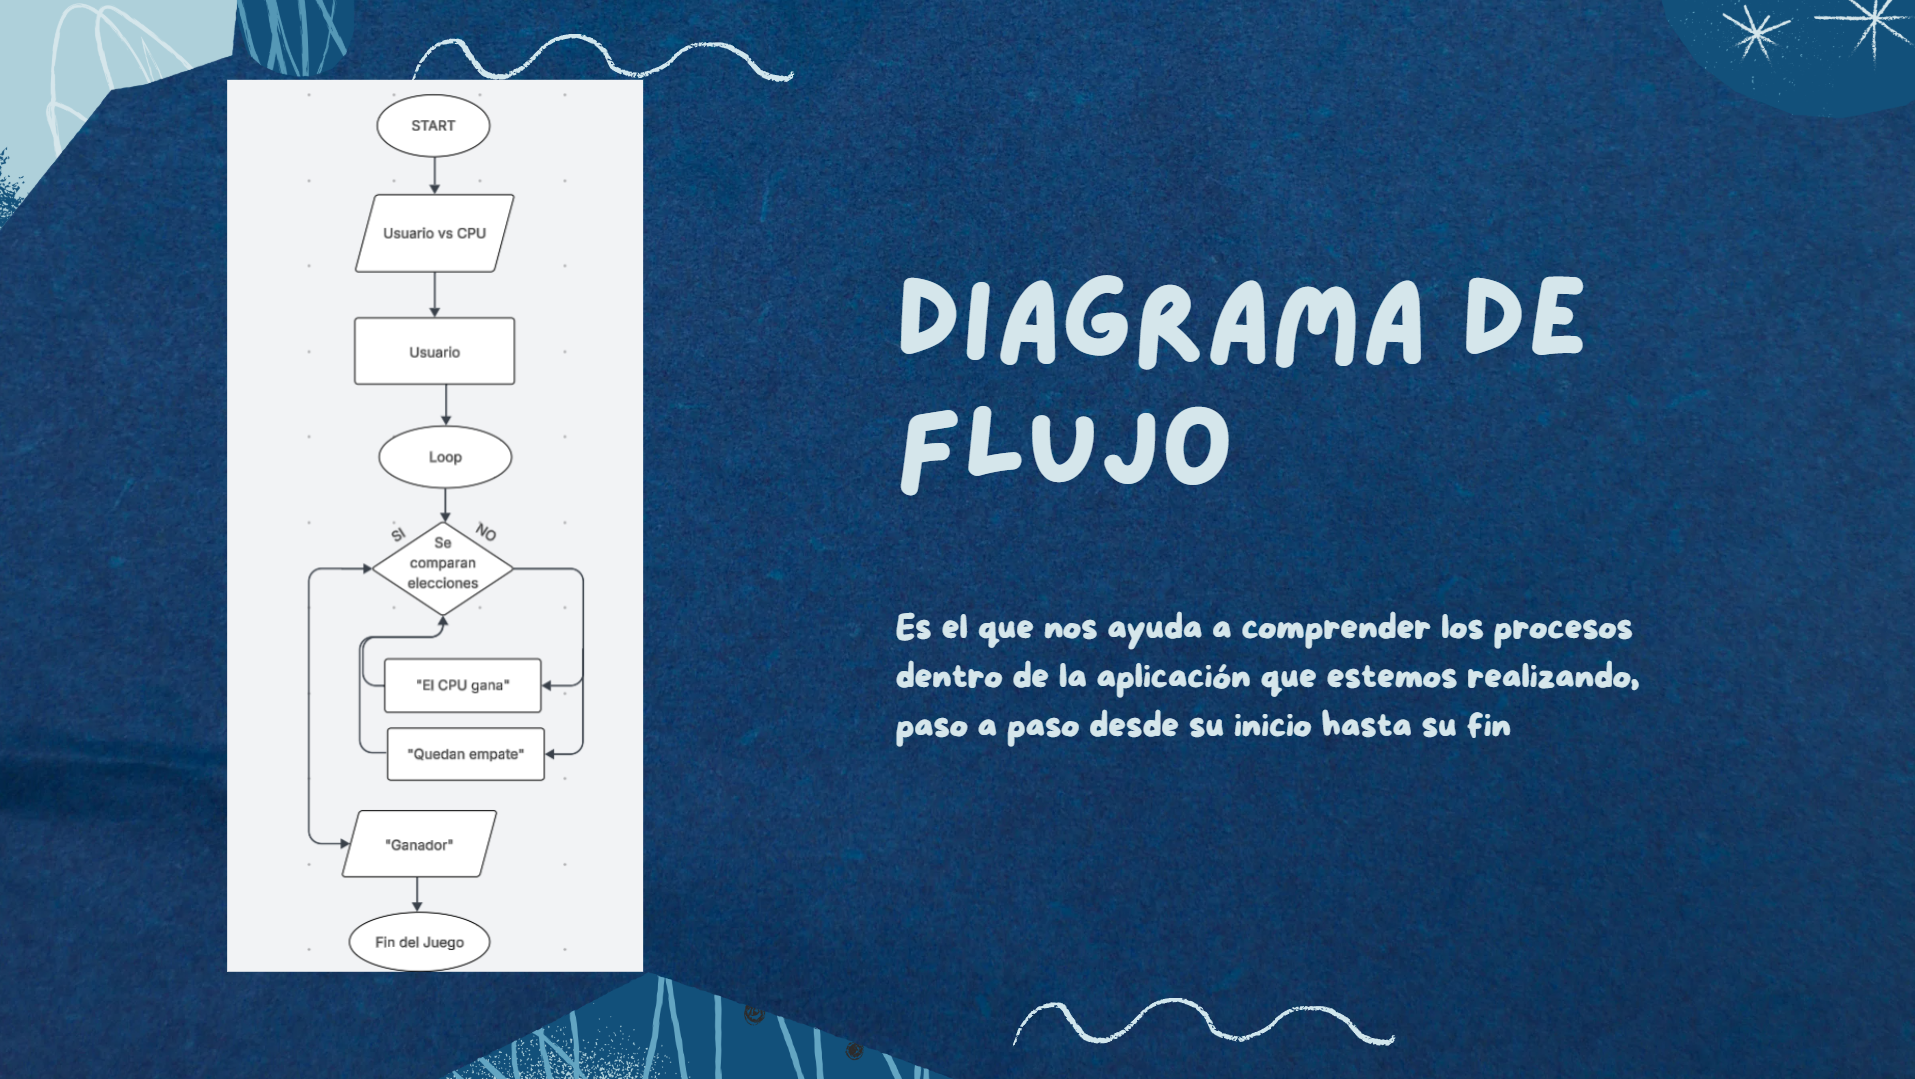 START
Usuario vs CPU
Usuario
Loop
SI
NO
Se
comparan
elecciones
"El CPU gana"
"Quedan empate"
"Ganador"
Fin del Juego
DIAGRAMA DE
FLUJO
Es el que nos ayuda a comprender los procesos
dentro de la aplicación que estemos realizando,
paso a paso desde su inicio hasta su fin